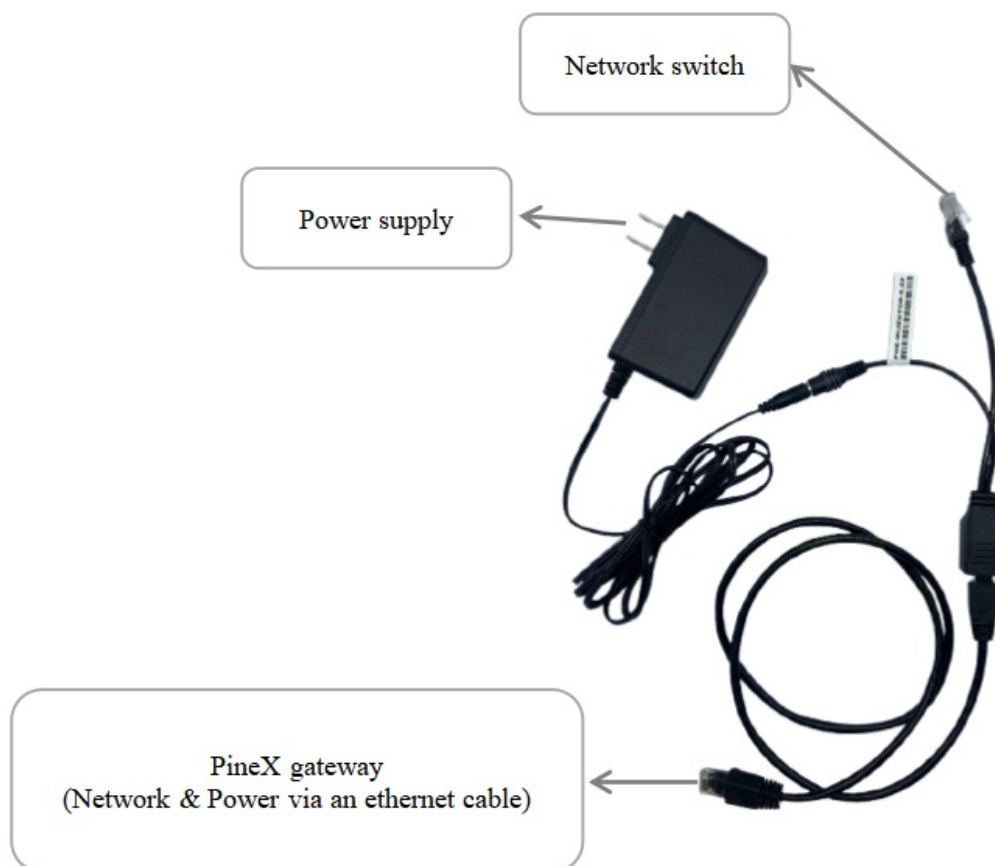 Network switch
Power supply
PineX gateway
(Network & Power via an ethernet cable)